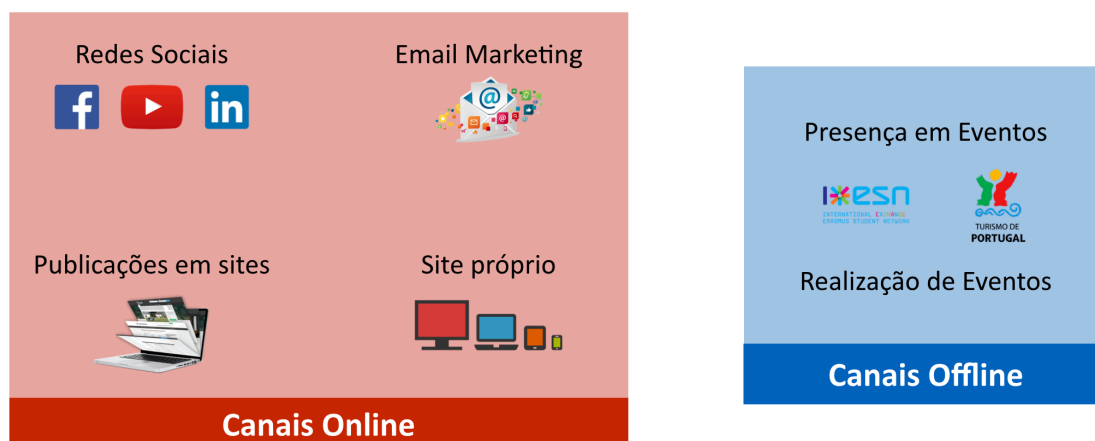 Redes Sociais
Email Marketing
Publicações em sites
Site próprio
Canais Online
Presença em Eventos
esn
INTERNATIONAL EXCHANGE
ERASMUS STUDENT NETWORK
TURISMO DE
PORTUGAL
Realização de Eventos
Canais Offline